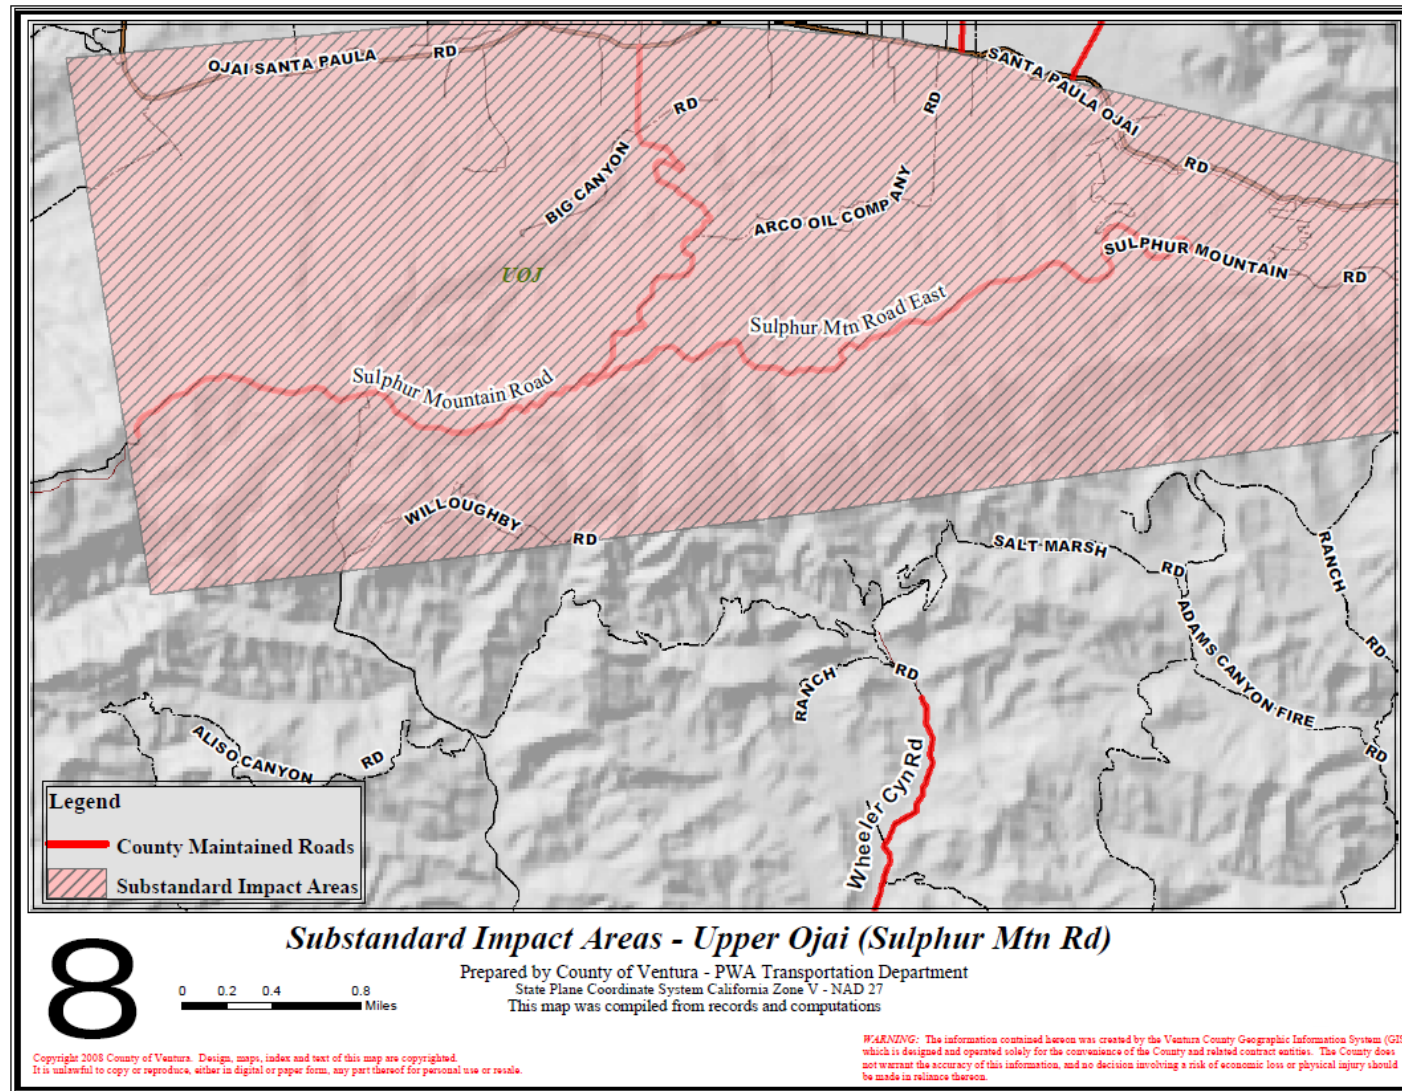 OJAI SANTA PAULA RD
SANTA PAULA OJAI RD
BIG CANYON RD
ARCO OIL COMPANY RD
SULPHUR MOUNTAIN RD
UOJ
Sulphur Mtn Road East
Sulphur Mountain Road
WILLOUGHBY RD
SALT MARSH RD
RANCH RD
ADAMS CANYON FIRE RD
RANCH RD
ALISO CANYON RD
Wheeler Cyn Rd
Legend
County Maintained Roads
Substandard Impact Areas
8
Substandard Impact Areas - Upper Ojai (Sulphur Mtn Rd)
Prepared by County of Ventura - PWA Transportation Department
State Plane Coordinate System California Zone V - NAD 27
This map was compiled from records and computations
0 0.2 0.4 0.8
Miles
Copyright 2008 County of Ventura. Design, maps, index and text of this map are copyrighted.
It is unlawful to copy or reproduce, either in digital or paper form, any part thereof for personal use or resale.
WARNING: The information contained hereon was created by the Ventura County Geographic Information System (GIS
which is designed and operated solely for the convenience of the County and related contract entities. The County does
not warrant the accuracy of this information, and no decision involving a risk of economic loss or physical injury should
be made in reliance thereon.